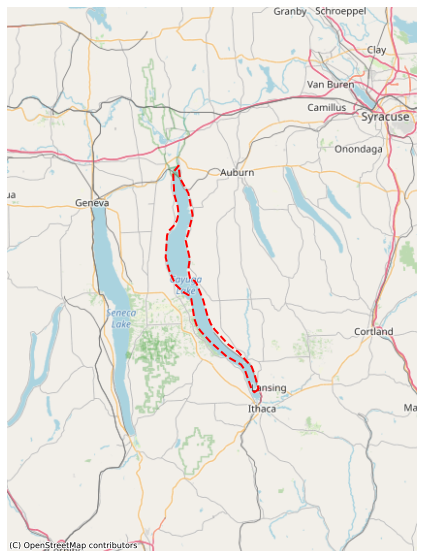 Granby
Schroeppel
Clay
Van Buren
Camillus
Syracuse
Onondaga
Auburn
ua
Geneva
Cayuga
Lake
Seneca
Lake
Cortland
Lansing
Ithaca
Ma
(C) OpenStreetMap contributors